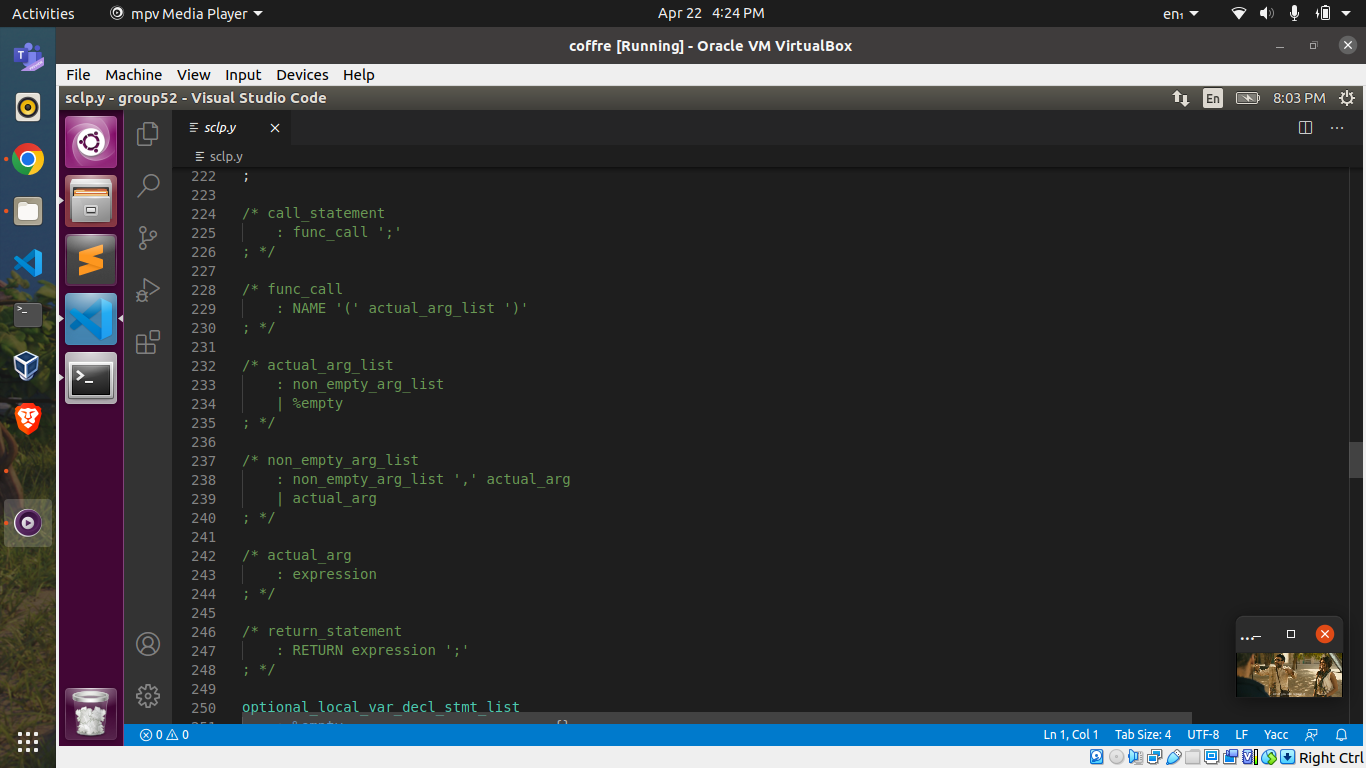 Activities
mpv Media Player
Apr 22 4:24 PM
en₁
coffre [Running] - Oracle VM VirtualBox
File Machine View Input Devices Help
sclp.y - group52 - Visual Studio Code
En
8:03 PM
sclp.y
sclp.y
222 ;
223
224 /* call_statement
225 : func_call ';'
226 ; */
227
228 /* func_call
229 : NAME '(' actual_arg_list ')'
230 ; */
231
232 /* actual_arg_list
233 : non_empty_arg_list
234 | %empty
235 ; */
236
237 /* non_empty_arg_list
238 : non_empty_arg_list ',' actual_arg
239 | actual_arg
240 ; */
241
242 /* actual_arg
243 : expression
244 ; */
245
246 /* return_statement
247 : RETURN expression ';'
248 ; */
249
250 optional_local_var_decl_stmt_list
0 0
Ln 1, Col 1
Tab Size: 4
UTF-8
LF
Yacc
Right Ctrl